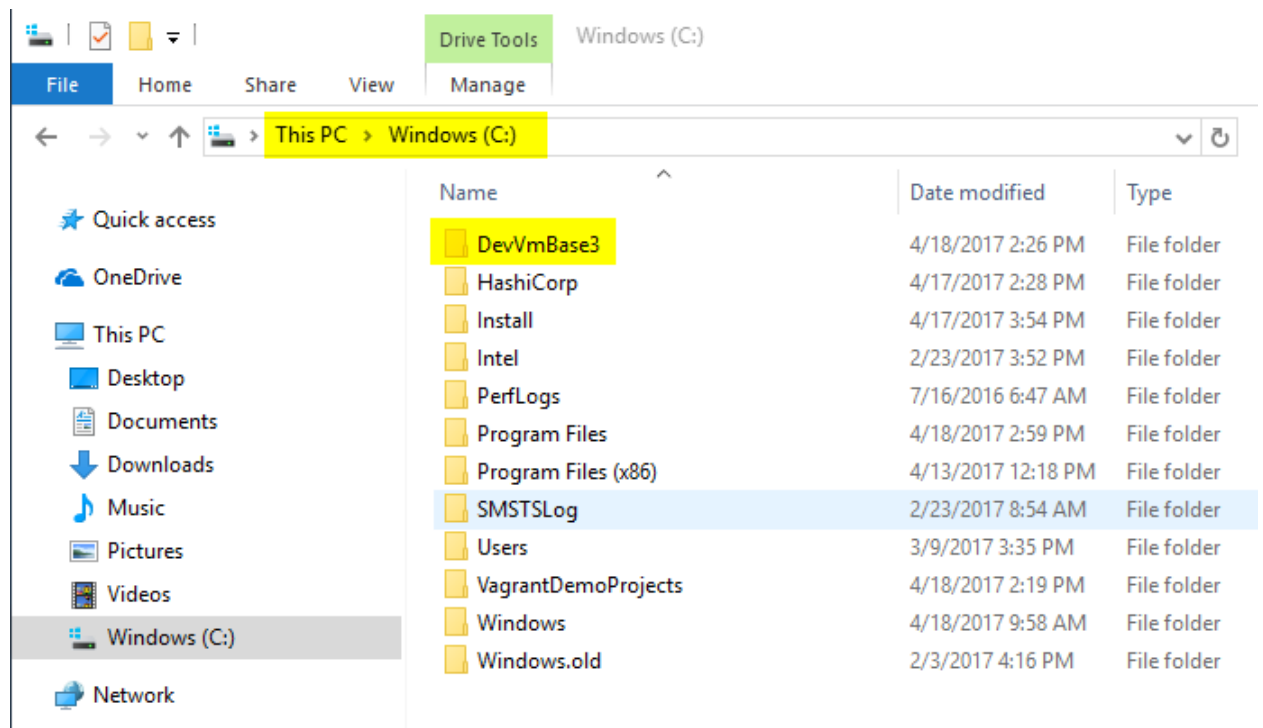 Drive Tools Windows (C:)
File Home Share View Manage
This PC > Windows (C:)
Name Date modified Type
Quick access
OneDrive
This PC
Desktop
Documents
Downloads
Music
Pictures
Videos
Windows (C:)
Network
DevVmBase3 4/18/2017 2:26 PM File folder
HashiCorp 4/17/2017 2:28 PM File folder
Install 4/17/2017 3:54 PM File folder
Intel 2/23/2017 3:52 PM File folder
PerfLogs 7/16/2016 6:47 AM File folder
Program Files 4/18/2017 2:59 PM File folder
Program Files (x86) 4/13/2017 12:18 PM File folder
SMSTSLog 2/23/2017 8:54 AM File folder
Users 3/9/2017 3:35 PM File folder
VagrantDemoProjects 4/18/2017 2:19 PM File folder
Windows 4/18/2017 9:58 AM File folder
Windows.old 2/3/2017 4:16 PM File folder